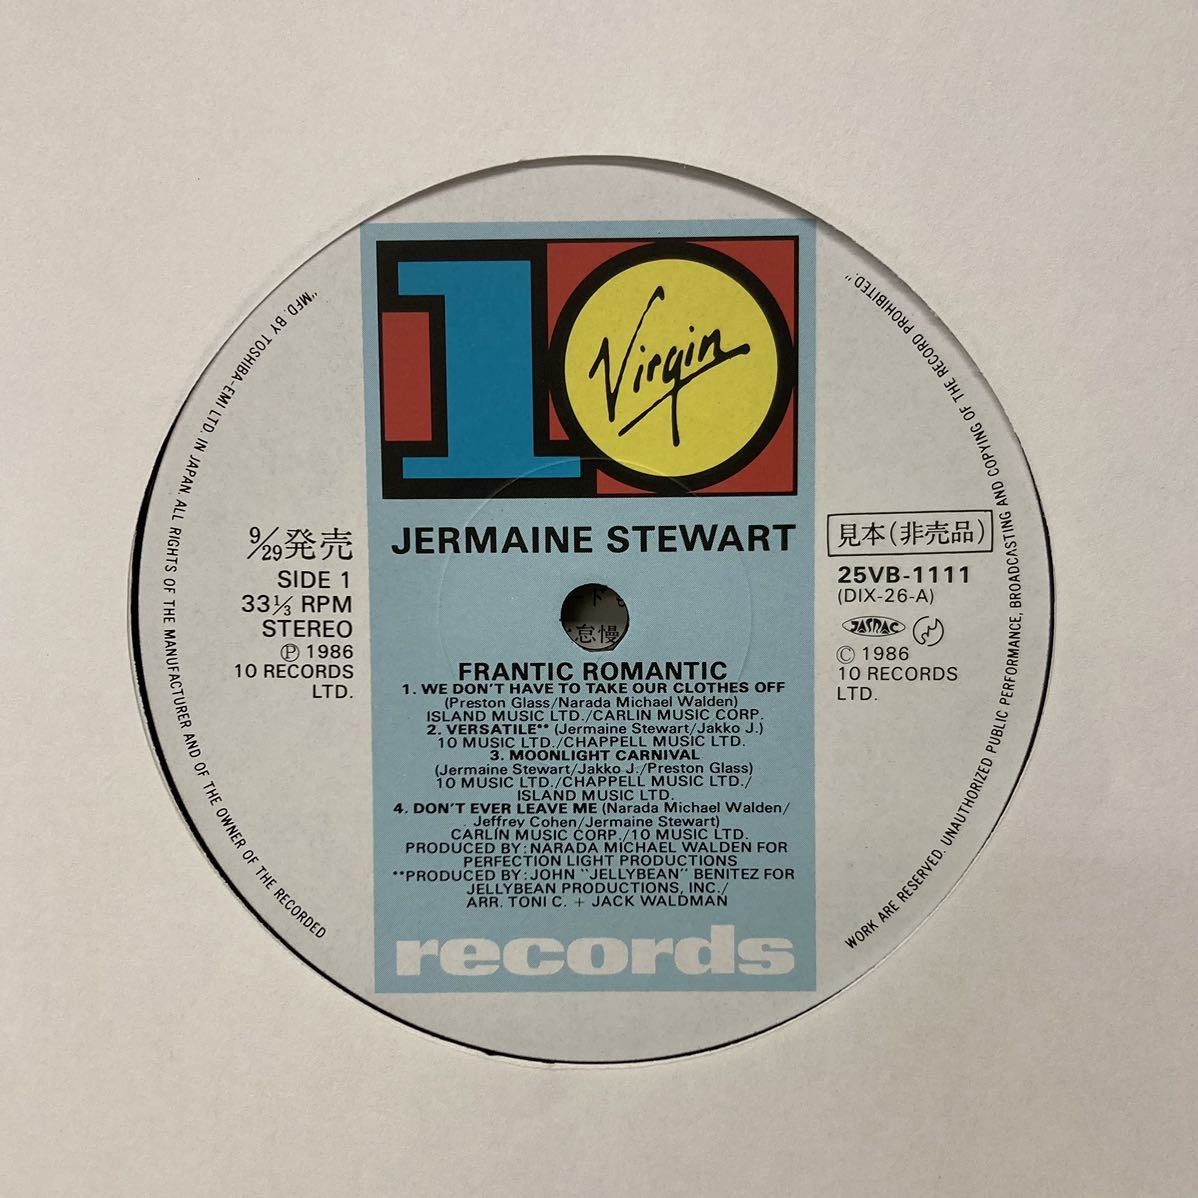 10
Virgin
JERMAINE STEWART
9/29発売
SIDE 1
33⅓ RPM
STEREO
Ⓟ 1986
10 RECORDS
LTD.
見本(非売品)
25VB-1111
(DIX-26-A)
JASRAC
© 1986
10 RECORDS
LTD.
怠慢
FRANTIC ROMANTIC
1. WE DON'T HAVE TO TAKE OUR CLOTHES OFF
(Preston Glass/Narada Michael Walden)
ISLAND MUSIC LTD./CARLIN MUSIC CORP.
2. VERSATILE** (Jermaine Stewart/Jakko J.)
10 MUSIC LTD./CHAPPELL MUSIC LTD.
3. MOONLIGHT CARNIVAL
(Jermaine Stewart/Jakko J./Preston Glass)
10 MUSIC LTD./CHAPPELL MUSIC LTD./
ISLAND MUSIC LTD.
4. DON'T EVER LEAVE ME (Narada Michael Walden/
Jeffrey Cohen/Jermaine Stewart)
CARLIN MUSIC CORP./10 MUSIC LTD.
PRODUCED BY: NARADA MICHAEL WALDEN FOR
PERFECTION LIGHT PRODUCTIONS
**PRODUCED BY: JOHN "JELLYBEAN" BENITEZ FOR
JELLYBEAN PRODUCTIONS, INC./
ARR. TONI C. + JACK WALDMAN
records
"MFD. BY TOSHIBA-EMI LTD. IN JAPAN. ALL RIGHTS OF THE MANUFACTURER AND OF THE OWNER OF THE RECORDED
WORK ARE RESERVED. UNAUTHORIZED PUBLIC PERFORMANCE, BROADCASTING AND COPYING OF THE RECORD PROHIBITED."